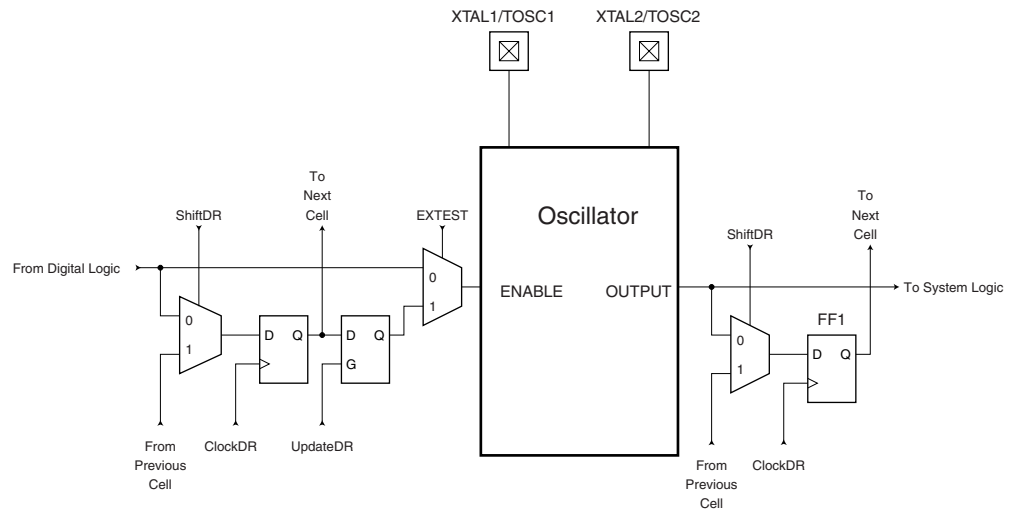 XTAL1/TOSC1
XTAL2/TOSC2
To
Next
Cell
ShiftDR
EXTEST
From Digital Logic
0
1
D
Q
D
Q
G
0
1
From
Previous
Cell
ClockDR
UpdateDR
Oscillator
ENABLE
OUTPUT
To
Next
Cell
ShiftDR
To System Logic
FF1
0
1
D
Q
From
Previous
Cell
ClockDR